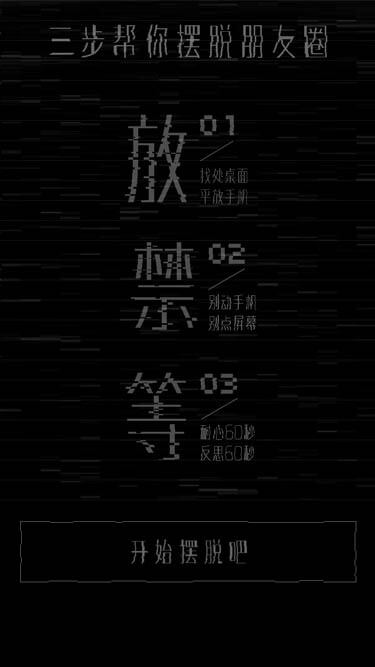 三步帮你摆脱朋友圈
放
01
找处桌面
平放手机
禁
02
别动手机
别点屏幕
等
03
耐心60秒
反思60秒
开始摆脱吧